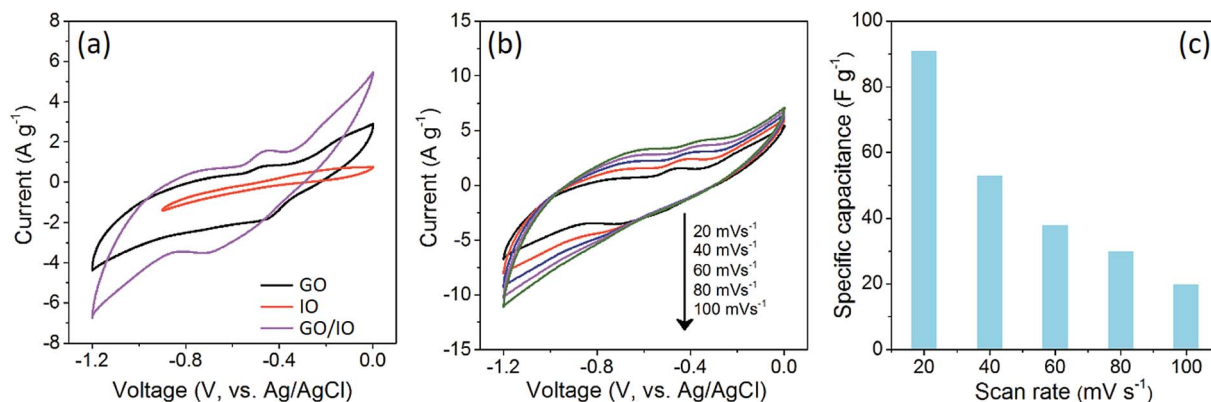 (a)
8
6
4
2
0
-2
-4
-6
-8
Current (A g⁻¹)
-1.2 -0.8 -0.4 0.0
Voltage (V, vs. Ag/AgCl)
GO
IO
GO/IO
(b)
15
10
5
0
-5
-10
-15
Current (A g⁻¹)
-1.2 -0.8 -0.4 0.0
Voltage (V, vs. Ag/AgCl)
20 mVs⁻¹
40 mVs⁻¹
60 mVs⁻¹
80 mVs⁻¹
100 mVs⁻¹
(c)
100
80
60
40
20
0
Specific capacitance (F g⁻¹)
20 40 60 80 100
Scan rate (mV s⁻¹)